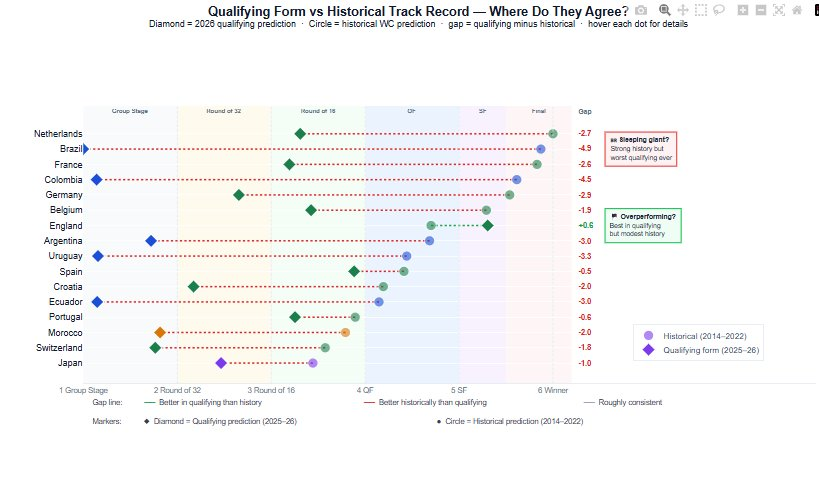 Qualifying Form vs Historical Track Record — Where Do They Agree?
Diamond = 2026 qualifying prediction · Circle = historical WC prediction · gap = qualifying minus historical · hover each dot for details
Group Stage Round of 32 Round of 16 QF SF Final Gap
Netherlands -2.7
Brazil -4.9
France -2.6
Colombia -4.5
Germany -2.9
Belgium -1.9
England +0.6
Argentina -3.0
Uruguay -3.3
Spain -0.5
Croatia -2.0
Ecuador -3.0
Portugal
Morocco -2.0
Switzerland -1.8
Japan -1.0
Sleeping giant?
Strong history but
worst qualifying ever
Overperforming?
Best in qualifying
but modest history
Historical (2014–2022)
Qualifying form (2025–26)
1 Group Stage 2 Round of 32 3 Round of 16 4 QF 5 SF 6 Winner
Gap line: Better in qualifying than history Better historically than qualifying Roughly consistent
Markers: Diamond = Qualifying prediction (2025–26) Circle = Historical prediction (2014–2022)